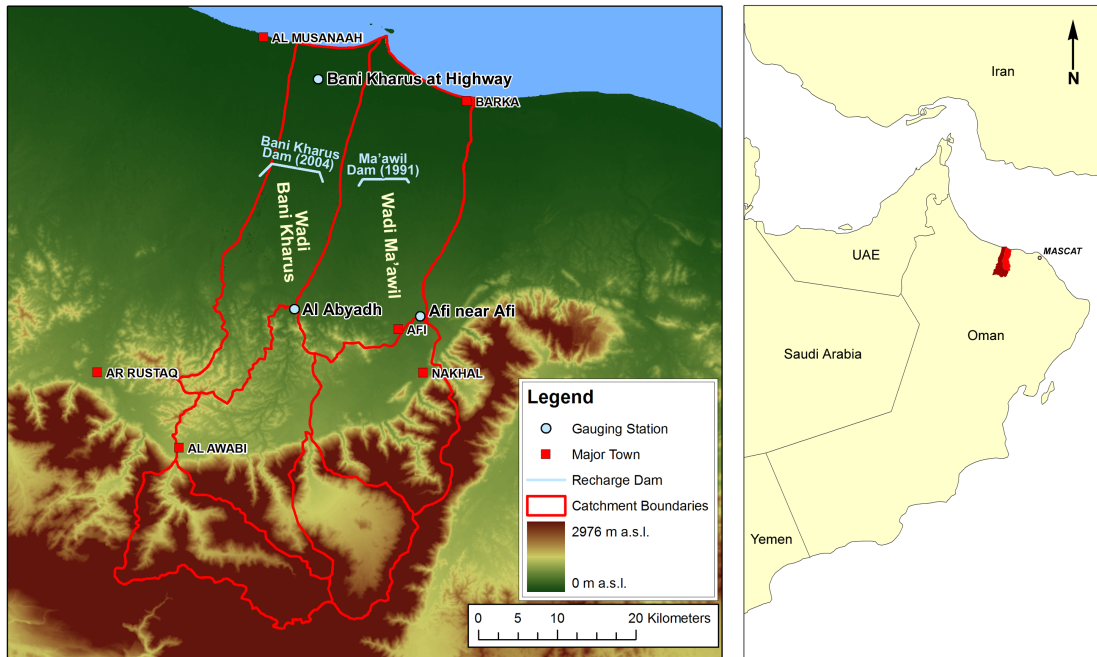 AL MUSANAAH
Bani Kharus at Highway
BARKA
Bani Kharus
Dam (2004)
Ma'awil
Dam (1991)
Wadi
Bani Kharus
Wadi Ma'awil
Al Abyadh
Afi near Afi
AFI
AR RUSTAQ
NAKHAL
AL AWABI
Legend
Gauging Station
Major Town
Recharge Dam
Catchment Boundaries
2976 m a.s.l.
0 m a.s.l.
0 5 10 20 Kilometers
Iran
N
UAE
MASCAT
Oman
Saudi Arabia
Yemen